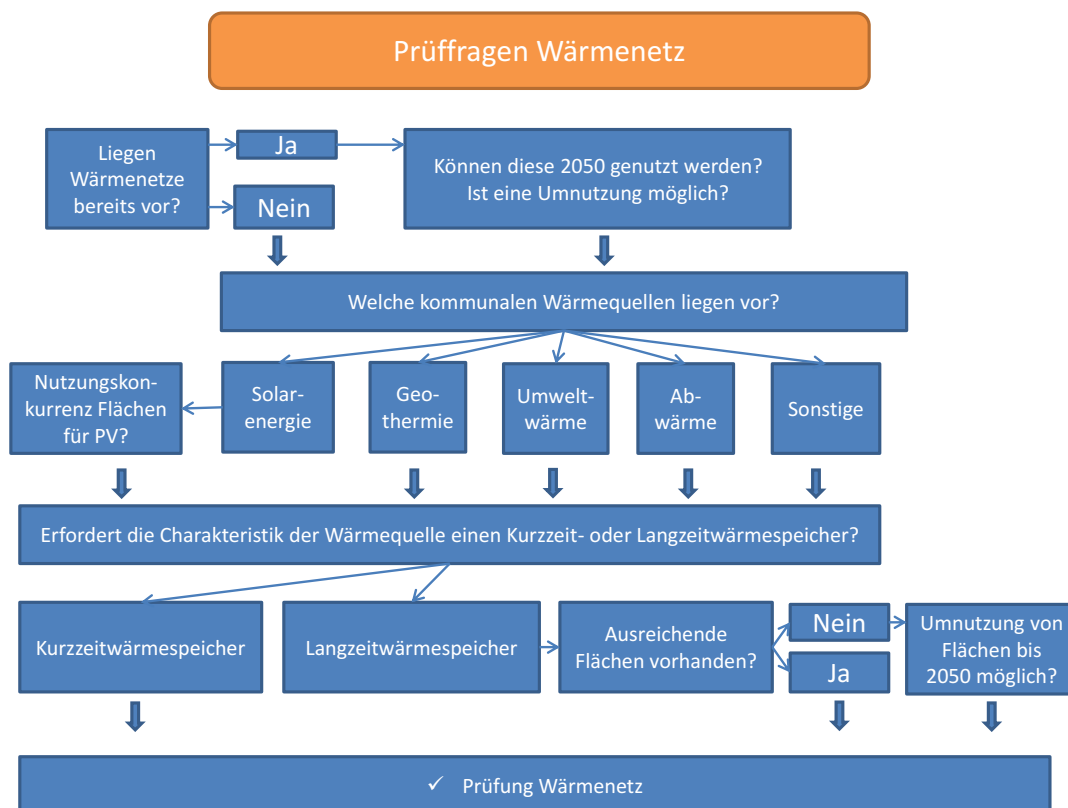 Prüffragen Wärmenetz
Liegen
Wärmenetze
bereits vor?
Ja
Nein
Können diese 2050 genutzt werden?
Ist eine Umnutzung möglich?
Welche kommunalen Wärmequellen liegen vor?
Nutzungskon-
kurrenz Flächen
für PV?
Solar-
energie
Geo-
thermie
Umwelt-
wärme
Ab-
wärme
Sonstige
Erfordert die Charakteristik der Wärmequelle einen Kurzzeit- oder Langzeitwärmespeicher?
Kurzzeitwärmespeicher
Langzeitwärmespeicher
Ausreichende
Flächen vorhanden?
Nein
Ja
Umnutzung von
Flächen bis
2050 möglich?
✓ Prüfung Wärmenetz